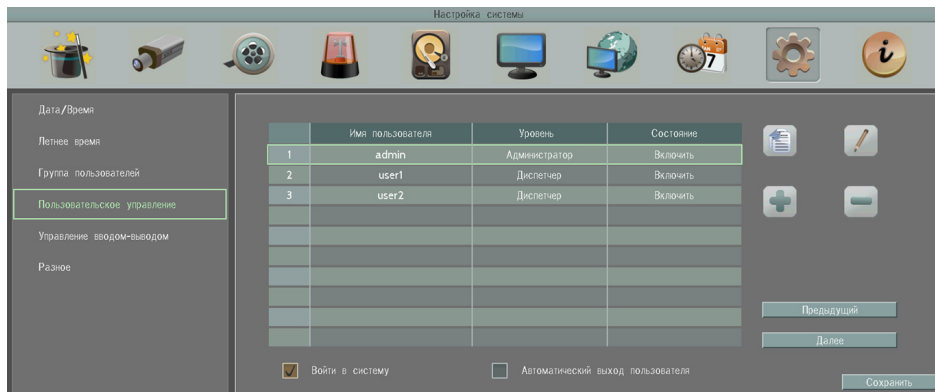 Настройка системы
7
i
Дата/Время
Летнее время
Группа пользователей
Пользовательское управление
Управление вводом-выводом
Разное
Имя пользователя Уровень Состояние
1 admin Администратор Включить
2 user1 Диспетчер Включить
3 user2 Диспетчер Включить
Предыдущий
Далее
Войти в систему Автоматический выход пользователя
Сохранить